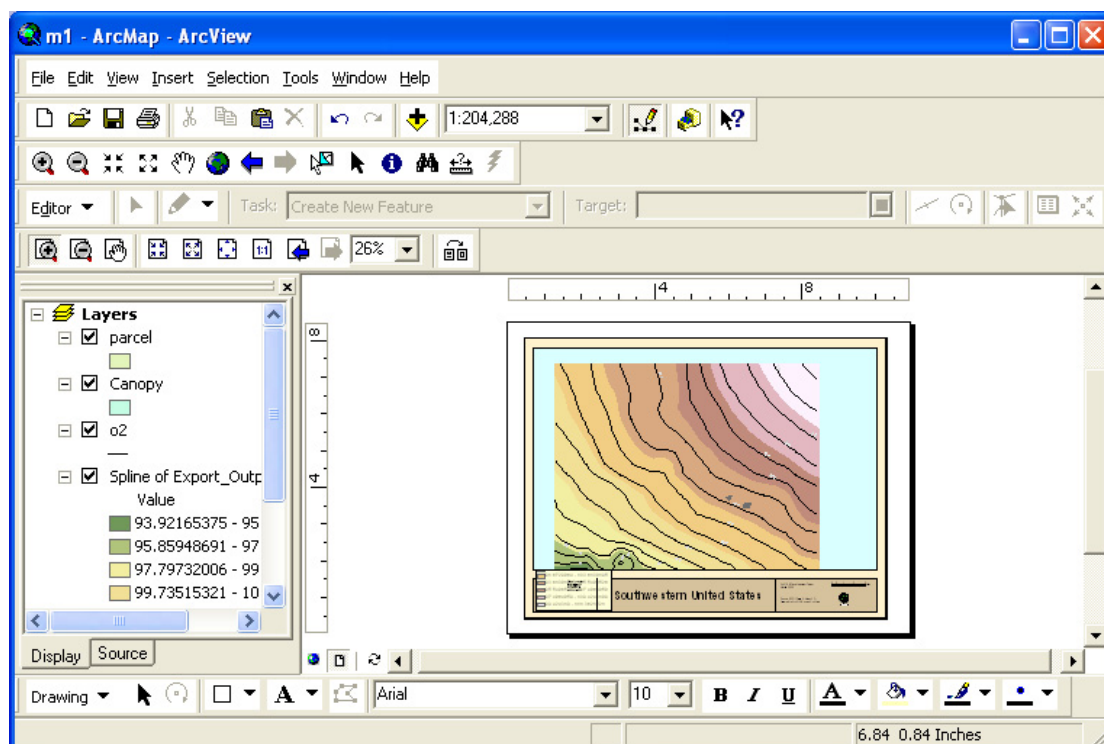 m1 - ArcMap - ArcView
File Edit View Insert Selection Tools Window Help
1:204,288
Editor Task: Create New Feature Target:
1:1 26%
4 8
Layers
parcel
Canopy
o2
Spline of Export_Outp
Value
93.92165375 - 95
95.85948691 - 97
97.79732006 - 99
99.73515321 - 10
8
4
Southwestern United States
Display Source
Drawing A Arial 10 B I U A
6.84 0.84 Inches